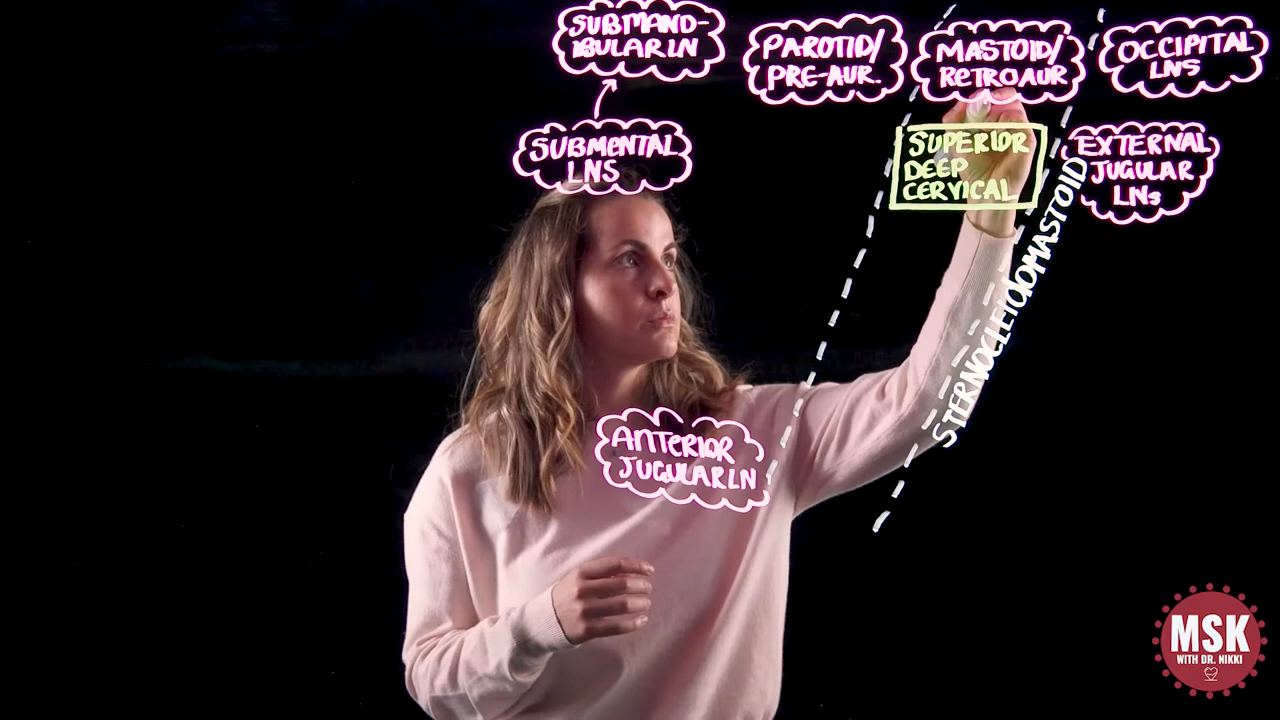 SUBMAND-
IBULAR LN
PAROTID/
PRE-AUR.
MASTOID/
RETROAUR
OCCIPITAL
LNS
SUBMENTAL
LNS
SUPERIOR
DEEP
CERVICAL
EXTERNAL
JUGULAR
LNs
STERNOCLEIDOMASTOID
ANTERIOR
JUGULAR LN
MSK
WITH DR. NIKKI